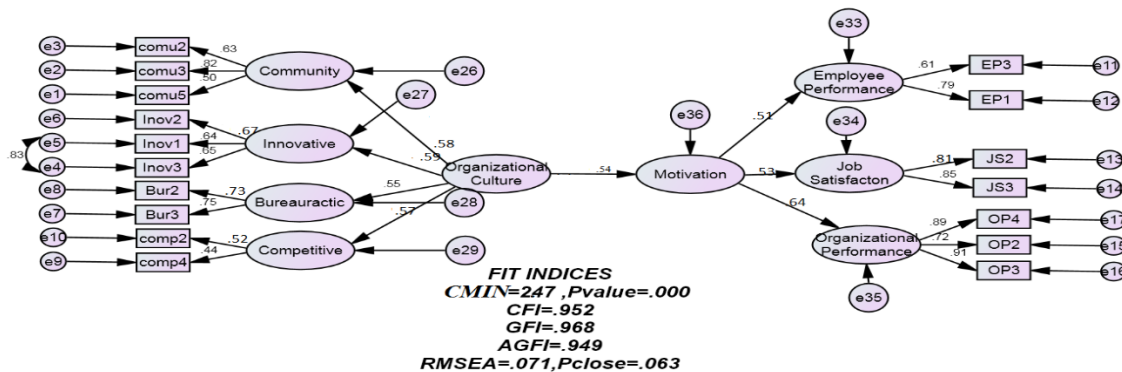 e33
e3 comu2 .63
e2 comu3 .82 Community e26
e1 comu5 .50
e27
e6 Inov2 .67
e5 Inov1 .64 Innovative
.83
e4 Inov3 .65
e8 Bur2 .73
e7 Bur3 .75 Bureauractic e28
e10 comp2 .52
e9 comp4 .44 Competitive e29
.58
.59
.55
.57
Organizational
Culture
.54
e36
Motivation
.51
.53
.64
Employee
Performance
.61 EP3 e11
.79 EP1 e12
e34
Job
Satisfacton
.81 JS2 e13
.85 JS3 e14
Organizational
Performance
.89 OP4 e17
.72 OP2 e15
.91 OP3 e16
e35
FIT INDICES
CMIN=247 ,Pvalue=.000
CFI=.952
GFI=.968
AGFI=.949
RMSEA=.071,Pclose=.063